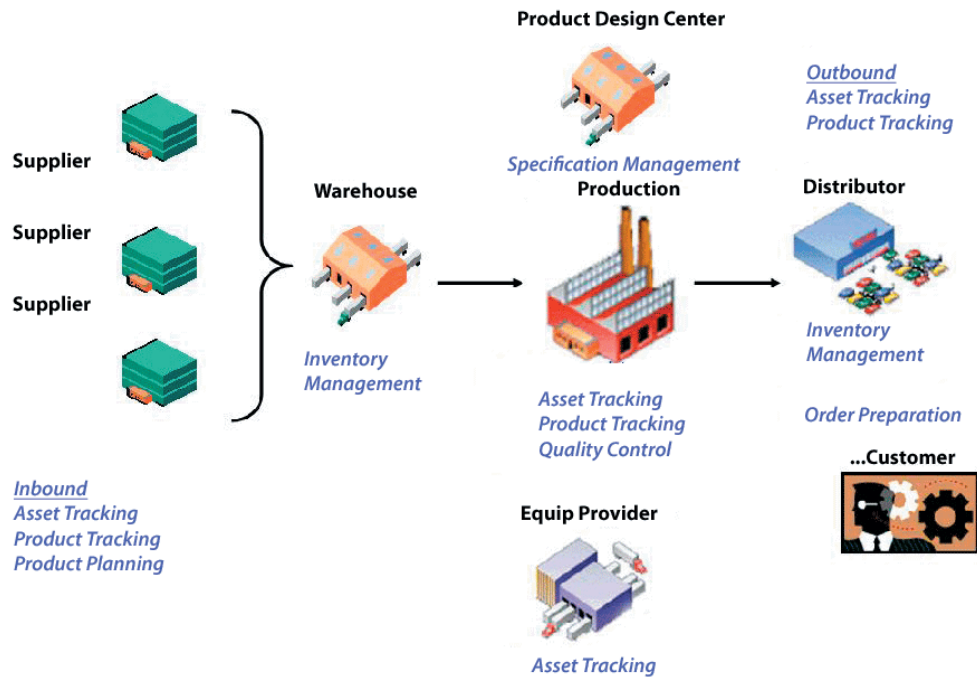 Product Design Center
Specification Management
Outbound
Asset Tracking
Product Tracking
Supplier
Supplier
Supplier
Warehouse
Inventory
Management
Production
Asset Tracking
Product Tracking
Quality Control
Distributor
Inventory
Management
Order Preparation
...Customer
Inbound
Asset Tracking
Product Tracking
Product Planning
Equip Provider
Asset Tracking